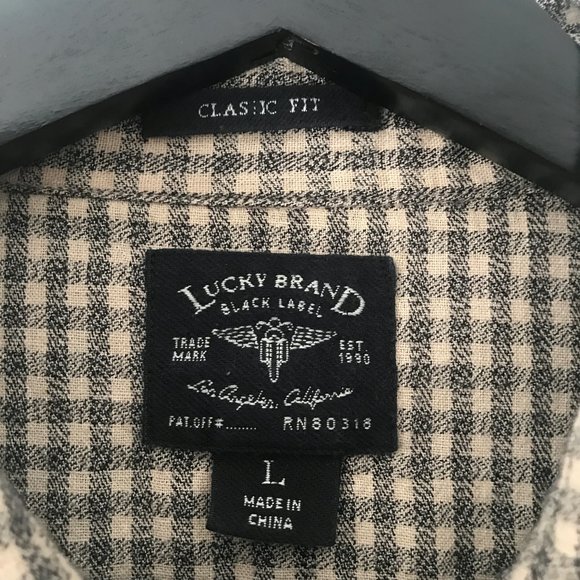 CLASSIC FIT
LUCKY BRAND
BLACK LABEL
TRADE MARK
EST. 1990
Los Angeles, California
PAT.OFF#........ RN80318
L
MADE IN
CHINA